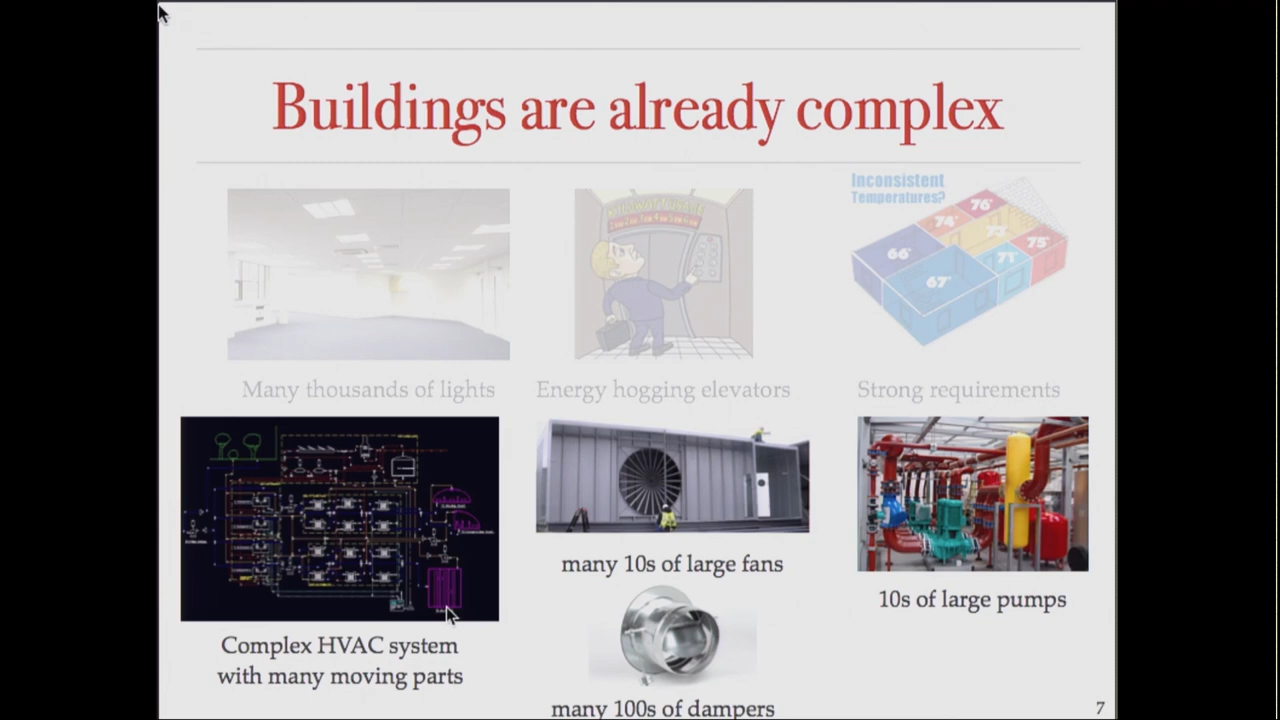 Buildings are already complex
Inconsistent
Temperatures?
76°
74°
73°
75°
66°
71°
67°
Many thousands of lights
Energy hogging elevators
Strong requirements
many 10s of large fans
10s of large pumps
Complex HVAC system
with many moving parts
many 100s of dampers
7